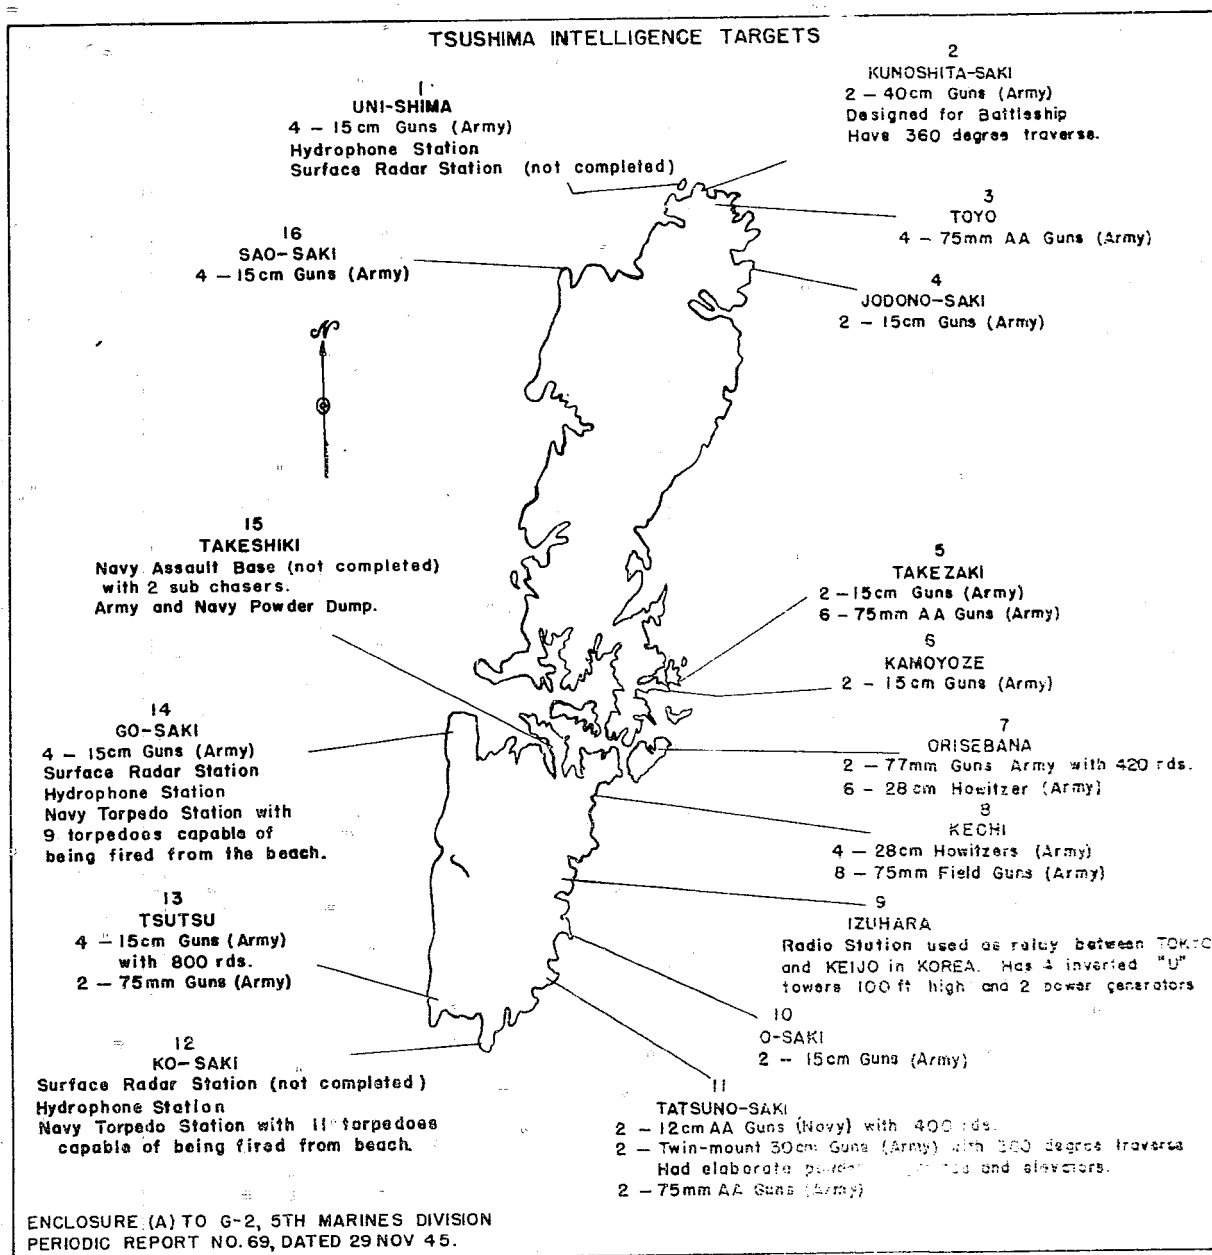 TSUSHIMA INTELLIGENCE TARGETS
1
UNI-SHIMA
4 – 15cm Guns (Army)
Hydrophone Station
Surface Radar Station (not completed)
2
KUNOSHITA-SAKI
2 – 40cm Guns (Army)
Designed for Battleship
Have 360 degree traverse.
3
TOYO
4 – 75mm AA Guns (Army)
4
JODONO-SAKI
2 – 15cm Guns (Army)
16
SAO-SAKI
4 – 15cm Guns (Army)
N
15
TAKESHIKI
Navy Assault Base (not completed)
with 2 sub chasers.
Army and Navy Powder Dump.
5
TAKEZAKI
2 – 15cm Guns (Army)
6 – 75mm AA Guns (Army)
6
KAMOYOZE
2 – 15cm Guns (Army)
14
GO-SAKI
4 – 15cm Guns (Army)
Surface Radar Station
Hydrophone Station
Navy Torpedo Station with
9 torpedoes capable of
being fired from the beach.
7
ORISEBANA
2 – 77mm Guns Army with 420 rds.
6 – 28cm Howitzer (Army)
8
KECHI
4 – 28cm Howitzers (Army)
8 – 75mm Field Guns (Army)
13
TSUTSU
4 – 15cm Guns (Army)
with 800 rds.
2 – 75mm Guns (Army)
9
IZUHARA
Radio Station used as relay between TOKYO
and KEIJO in KOREA. Has 4 inverted "U"
towers 100 ft high and 2 power generators
10
O-SAKI
2 – 15cm Guns (Army)
12
KO-SAKI
Surface Radar Station (not completed)
Hydrophone Station
Navy Torpedo Station with 11 torpedoes
capable of being fired from beach.
11
TATSUNO-SAKI
2 – 12cm AA Guns (Navy) with 400 rds.
2 – Twin-mount 30cm Guns (Army) with 360 degree traverse
Had elaborate powder and elevators.
2 – 75mm AA Guns (Army)
ENCLOSURE (A) TO G-2, 5TH MARINES DIVISION
PERIODIC REPORT NO. 69, DATED 29 NOV 45.